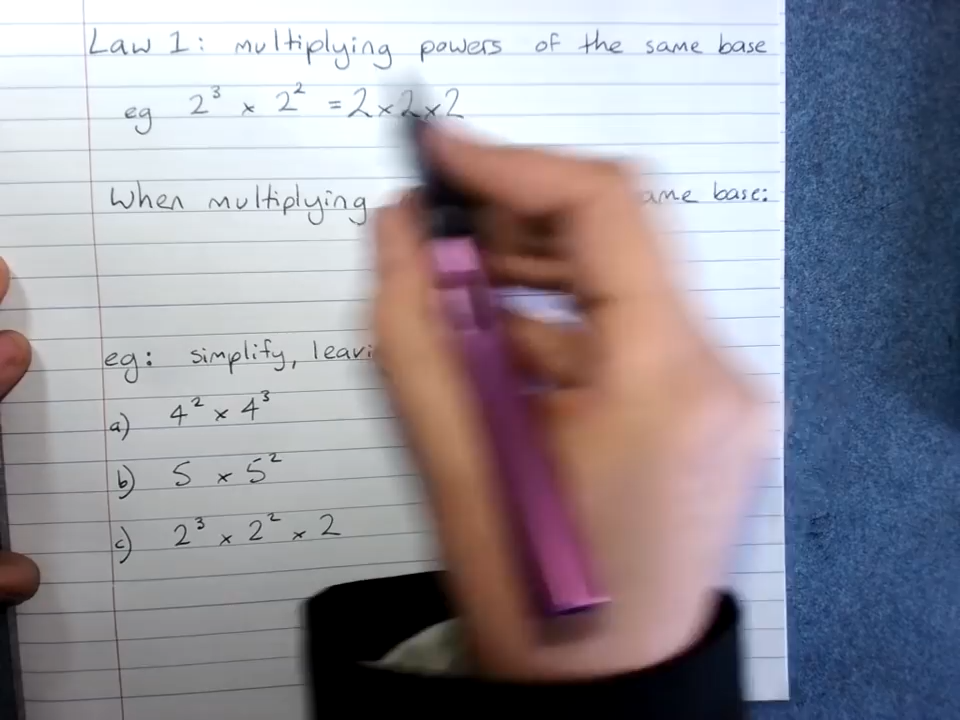 Law 1: multiplying powers of the same base
eg 2³ × 2² = 2×2×2
When multiplying ame base:
eg: simplify, leavi
a) 4² × 4³
b) 5 × 5²
c) 2³ × 2² × 2